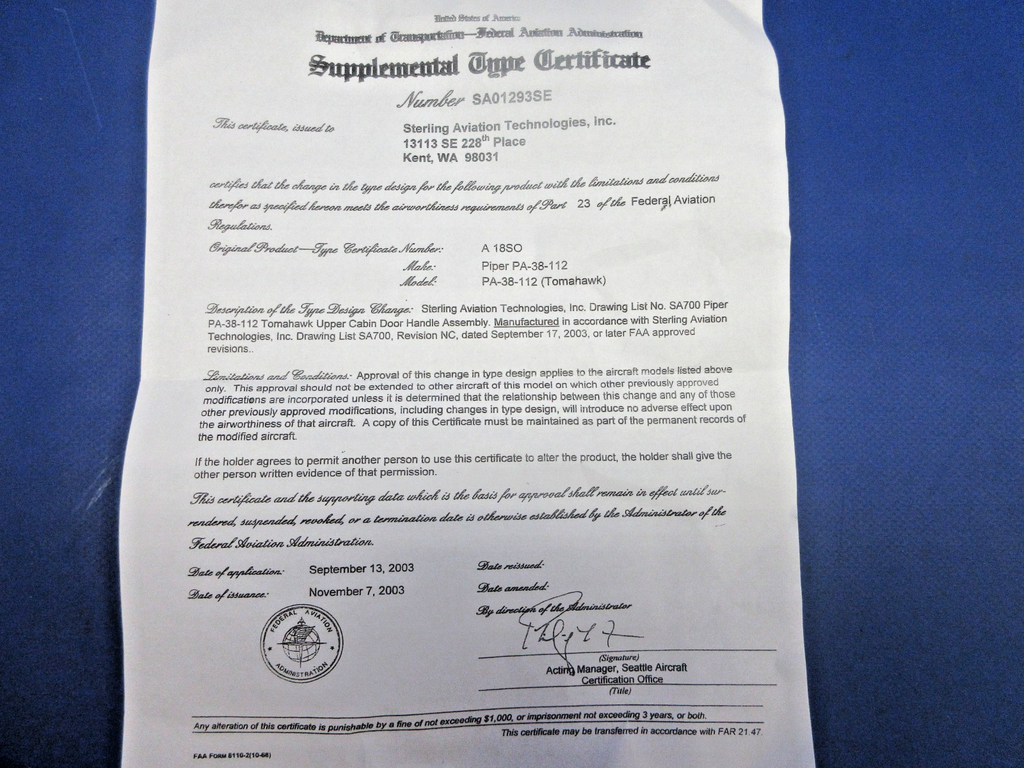 United States of America
Department of Transportation—Federal Aviation Administration
Supplemental Type Certificate
Number SA01293SE
This certificate, issued to Sterling Aviation Technologies, Inc.
13113 SE 228th Place
Kent, WA 98031
certifies that the change in the type design for the following product with the limitations and conditions
therefor as specified hereon meets the airworthiness requirements of Part 23 of the Federal Aviation
Regulations.
Original Product—Type Certificate Number: A 18SO
Make: Piper PA-38-112
Model: PA-38-112 (Tomahawk)
Description of the Type Design Change: Sterling Aviation Technologies, Inc. Drawing List No. SA700 Piper
PA-38-112 Tomahawk Upper Cabin Door Handle Assembly. Manufactured in accordance with Sterling Aviation
Technologies, Inc. Drawing List SA700, Revision NC, dated September 17, 2003, or later FAA approved
revisions..
Limitations and Conditions: Approval of this change in type design applies to the aircraft models listed above
only. This approval should not be extended to other aircraft of this model on which other previously approved
modifications are incorporated unless it is determined that the relationship between this change and any of those
other previously approved modifications, including changes in type design, will introduce no adverse effect upon
the airworthiness of that aircraft. A copy of this Certificate must be maintained as part of the permanent records of
the modified aircraft.
If the holder agrees to permit another person to use this certificate to alter the product, the holder shall give the
other person written evidence of that permission.
This certificate and the supporting data which is the basis for approval shall remain in effect until sur-
rendered, suspended, revoked, or a termination date is otherwise established by the Administrator of the
Federal Aviation Administration.
Date of application: September 13, 2003
Date reissued:
Date of issuance: November 7, 2003
Date amended:
By direction of the Administrator
FEDERAL AVIATION
ADMINISTRATION
(Signature)
Acting Manager, Seattle Aircraft
Certification Office
(Title)
Any alteration of this certificate is punishable by a fine of not exceeding $1,000, or imprisonment not exceeding 3 years, or both.
This certificate may be transferred in accordance with FAR 21.47.
FAA FORM 8110-2(10-68)